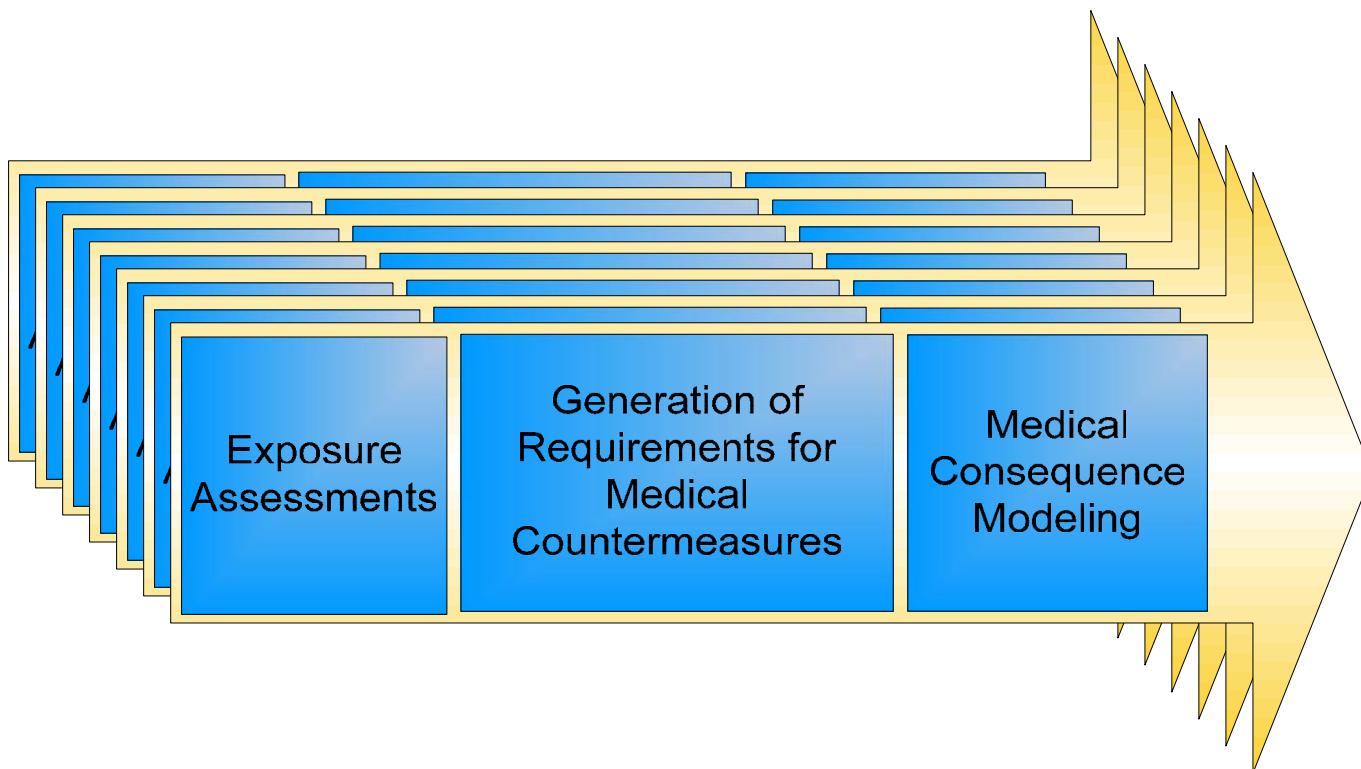 Exposure
Assessments
Generation of
Requirements for
Medical
Countermeasures
Medical
Consequence
Modeling